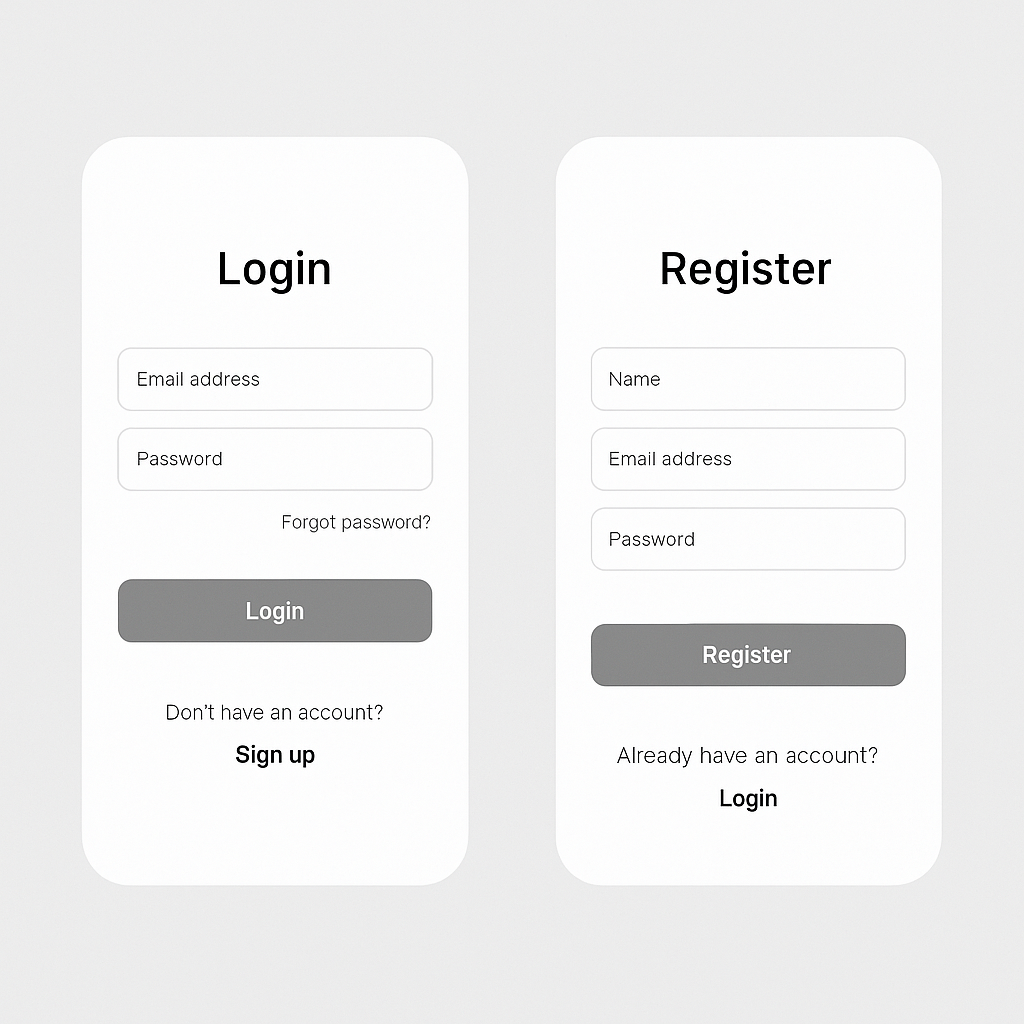 Login
Email address
Password
Forgot password?
Login
Don't have an account?
Sign up
Register
Name
Email address
Password
Register
Already have an account?
Login